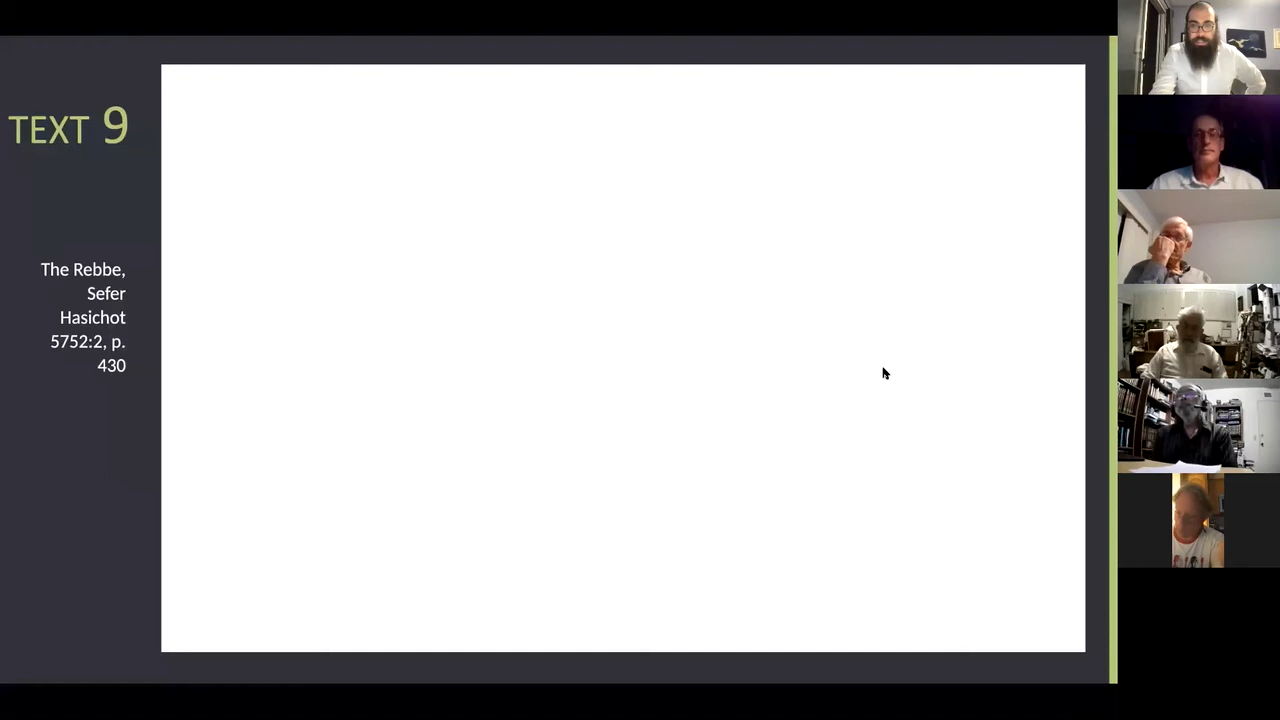 TEXT 9
The Rebbe,
Sefer
Hasichot
5752:2, p.
430